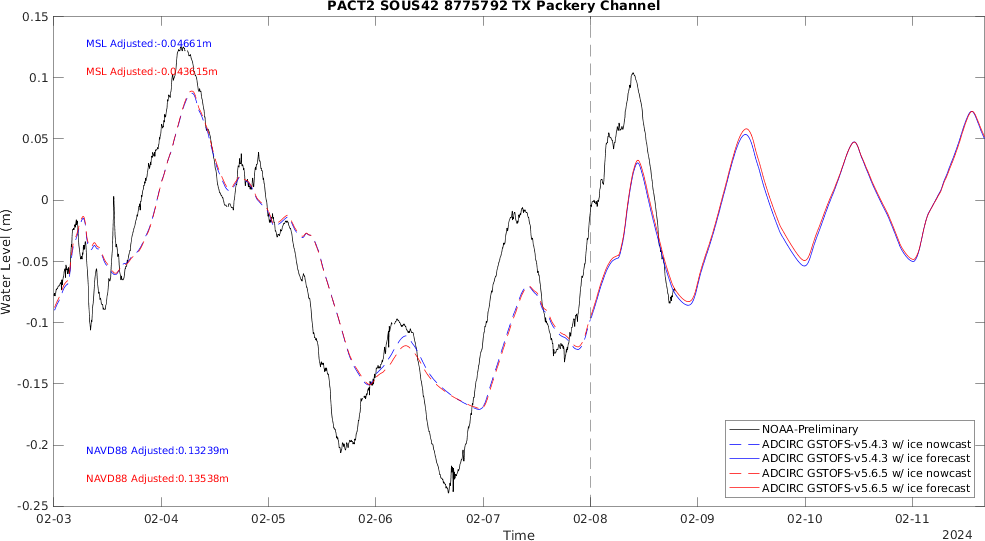 PACT2 SOUS42 8775792 TX Packery Channel
0.15
0.1
0.05
0
-0.05
-0.1
-0.15
-0.2
-0.25
Water Level (m)
MSL Adjusted:-0.04661m
MSL Adjusted:-0.043615m
NAVD88 Adjusted:0.13239m
NAVD88 Adjusted:0.13538m
NOAA-Preliminary
ADCIRC GSTOFS-v5.4.3 w/ ice nowcast
ADCIRC GSTOFS-v5.4.3 w/ ice forecast
ADCIRC GSTOFS-v5.6.5 w/ ice nowcast
ADCIRC GSTOFS-v5.6.5 w/ ice forecast
02-03 02-04 02-05 02-06 02-07 02-08 02-09 02-10 02-11
Time
2024